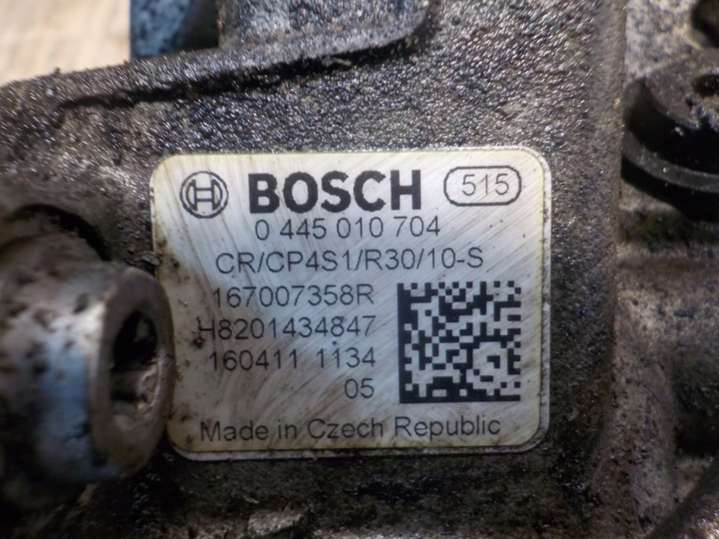 BOSCH 515
0 445 010 704
CR/CP4S1/R30/10-S
167007358R
H8201434847
160411 1134
05
Made in Czech Republic